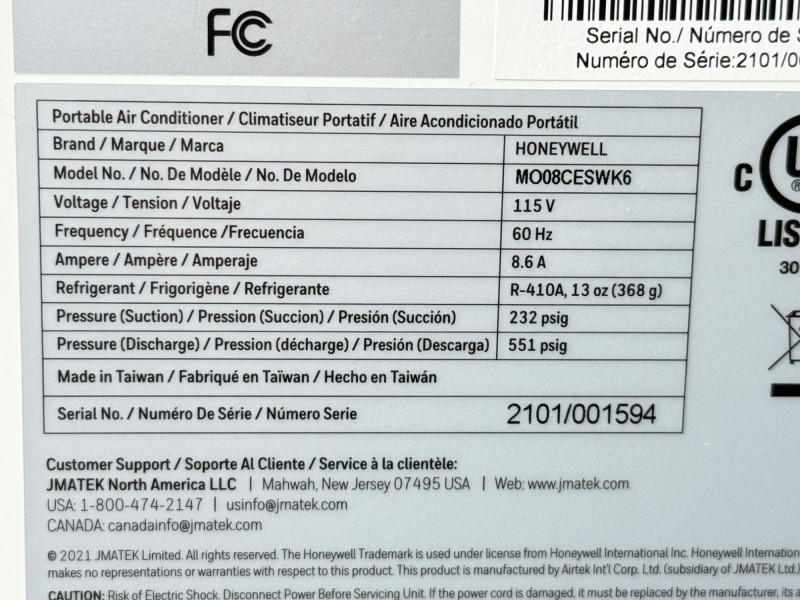 FC
Serial No./ Número de
Numéro de Série:2101/0
Portable Air Conditioner / Climatiseur Portatif / Aire Acondicionado Portátil
Brand / Marque / Marca HONEYWELL
Model No. / No. De Modèle / No. De Modelo MO08CESWK6
Voltage / Tension / Voltaje 115 V
Frequency / Fréquence /Frecuencia 60 Hz
Ampere / Ampère / Amperaje 8.6 A
Refrigerant / Frigorigène / Refrigerante R-410A, 13 oz (368 g)
Pressure (Suction) / Pression (Succion) / Presión (Succión) 232 psig
Pressure (Discharge) / Pression (décharge) / Presión (Descarga) 551 psig
Made in Taiwan / Fabriqué en Taïwan / Hecho en Taiwán
Serial No. / Numéro De Série / Número Serie 2101/001594
C UL ®
LIS
30
Customer Support / Soporte Al Cliente / Service à la clientèle:
JMATEK North America LLC | Mahwah, New Jersey 07495 USA | Web: www.jmatek.com
USA: 1-800-474-2147 | usinfo@jmatek.com
CANADA: canadainfo@jmatek.com
© 2021 JMATEK Limited. All rights reserved. The Honeywell Trademark is used under license from Honeywell International Inc. Honeywell Internation
makes no representations or warranties with respect to this product. This product is manufactured by Airtek Int'l Corp. Ltd. (subsidiary of JMATEK Ltd.)
CAUTION: Risk of Electric Shock. Disconnect Power Before Servicing Unit. If the power cord is damaged, it must be replaced by the manufacturer, its